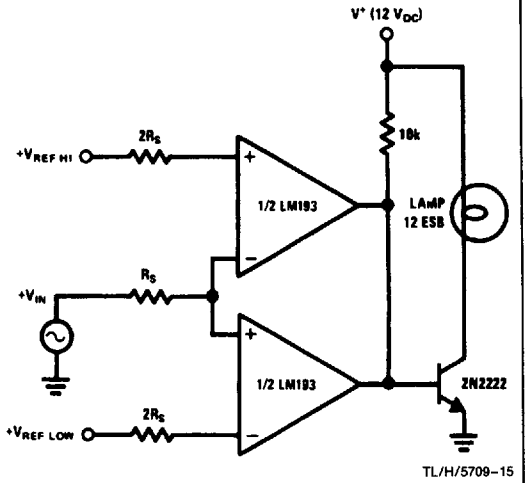 V⁺ (12 V_DC)
2R_S
+V_REF HI
+
10k
1/2 LM193
LAMP
12 ESB
−
R_S
+V_IN
+
1/2 LM193
2N2222
2R_S
−
+V_REF LOW
TL/H/5709–15